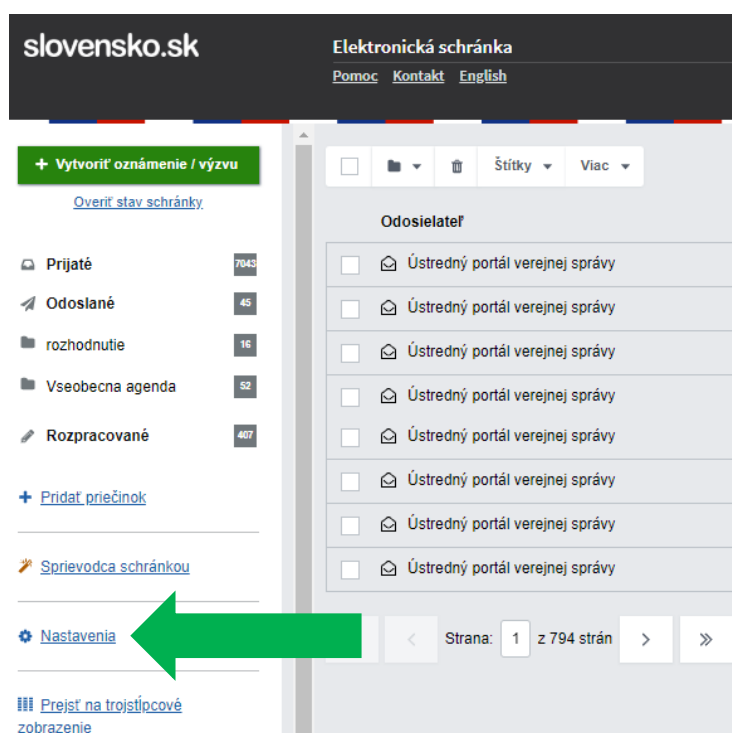 slovensko.sk
Elektronická schránka
Pomoc Kontakt English
+ Vytvoriť oznámenie / výzvu
Overiť stav schránky
Prijaté 7043
Odoslané 45
rozhodnutie 16
Vseobecna agenda 52
Rozpracované 407
+ Pridať priečinok
Sprievodca schránkou
Nastavenia
Prejsť na trojstĺpcové
zobrazenie
Štítky Viac
Odosielateľ
Ústredný portál verejnej správy
Ústredný portál verejnej správy
Ústredný portál verejnej správy
Ústredný portál verejnej správy
Ústredný portál verejnej správy
Ústredný portál verejnej správy
Ústredný portál verejnej správy
Ústredný portál verejnej správy
Strana: 1 z 794 strán